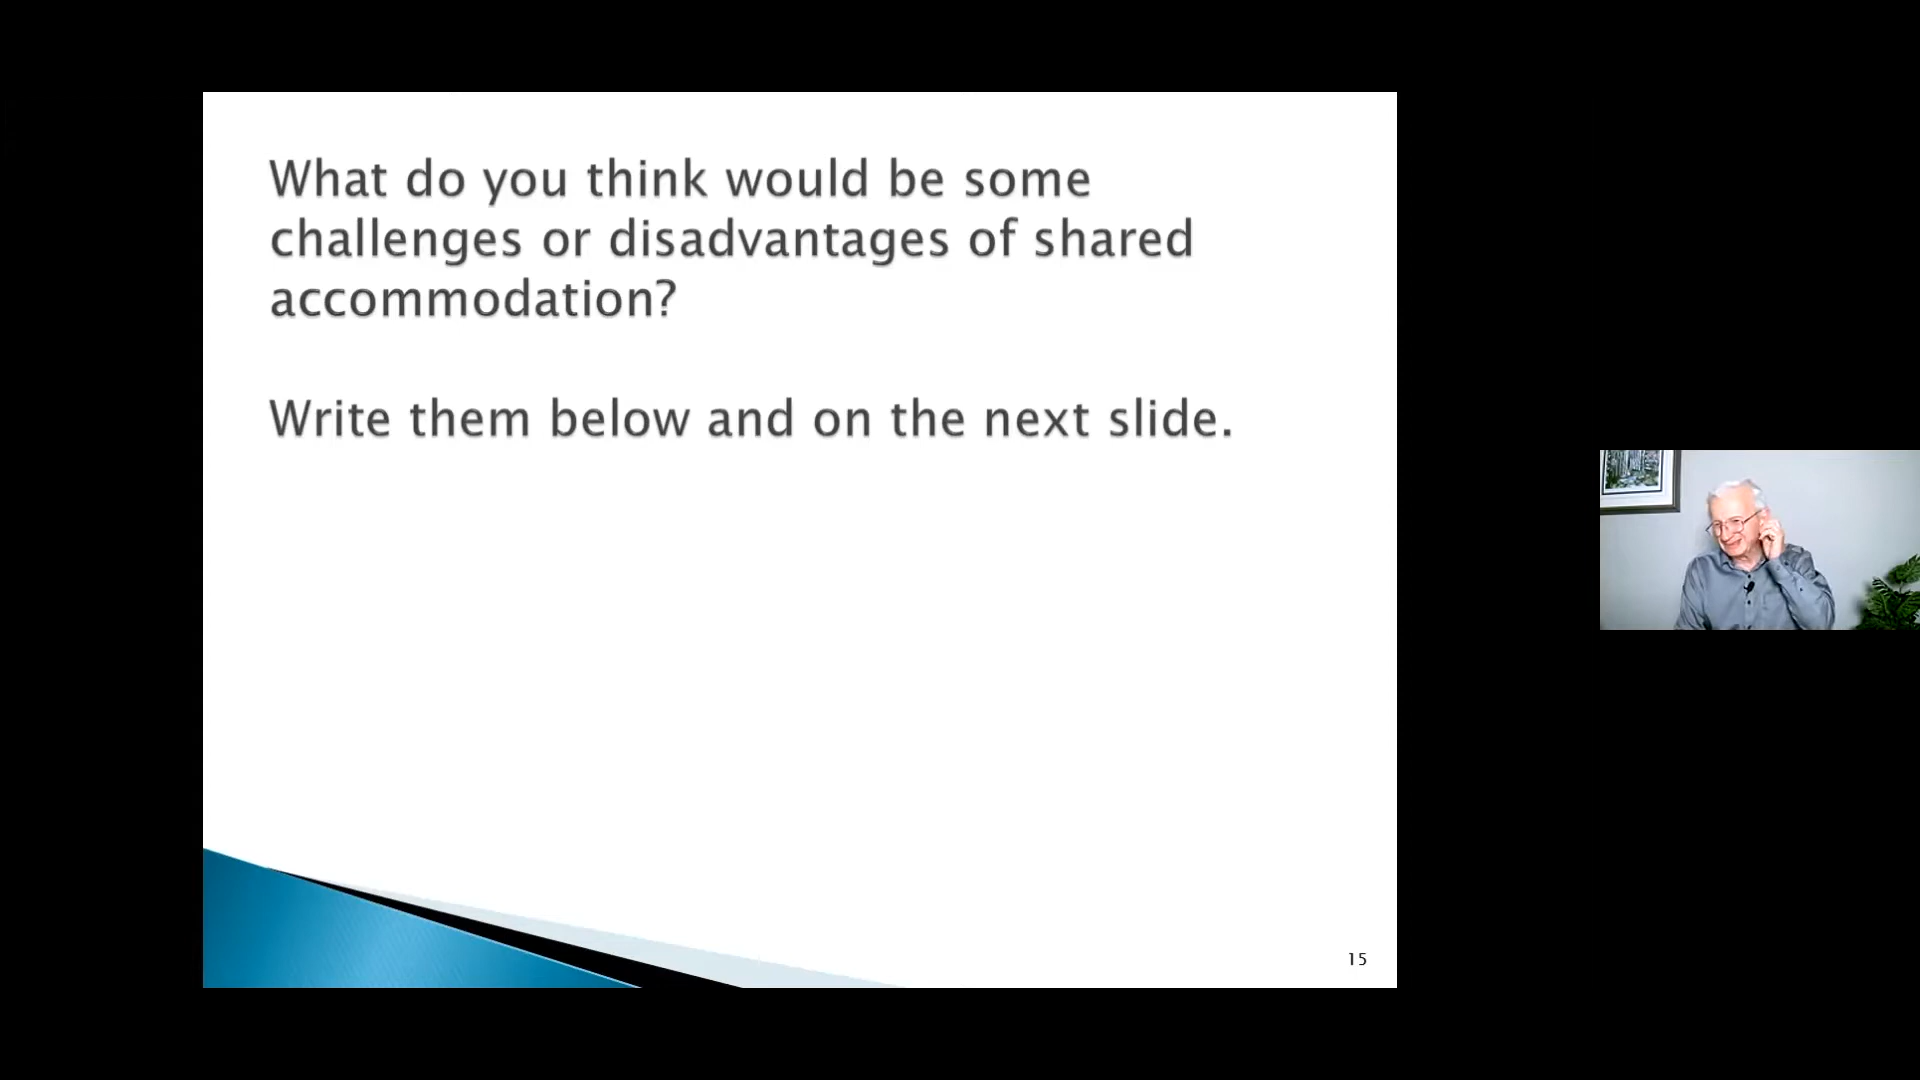 What do you think would be some
challenges or disadvantages of shared
accommodation?
Write them below and on the next slide.
15